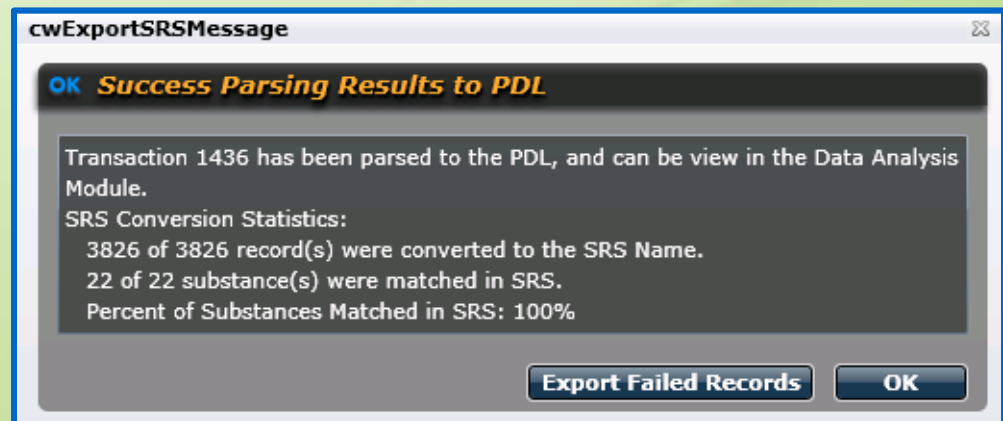 cwExportSRSMessage
OK Success Parsing Results to PDL
Transaction 1436 has been parsed to the PDL, and can be view in the Data Analysis
Module.
SRS Conversion Statistics:
3826 of 3826 record(s) were converted to the SRS Name.
22 of 22 substance(s) were matched in SRS.
Percent of Substances Matched in SRS: 100%
Export Failed Records OK